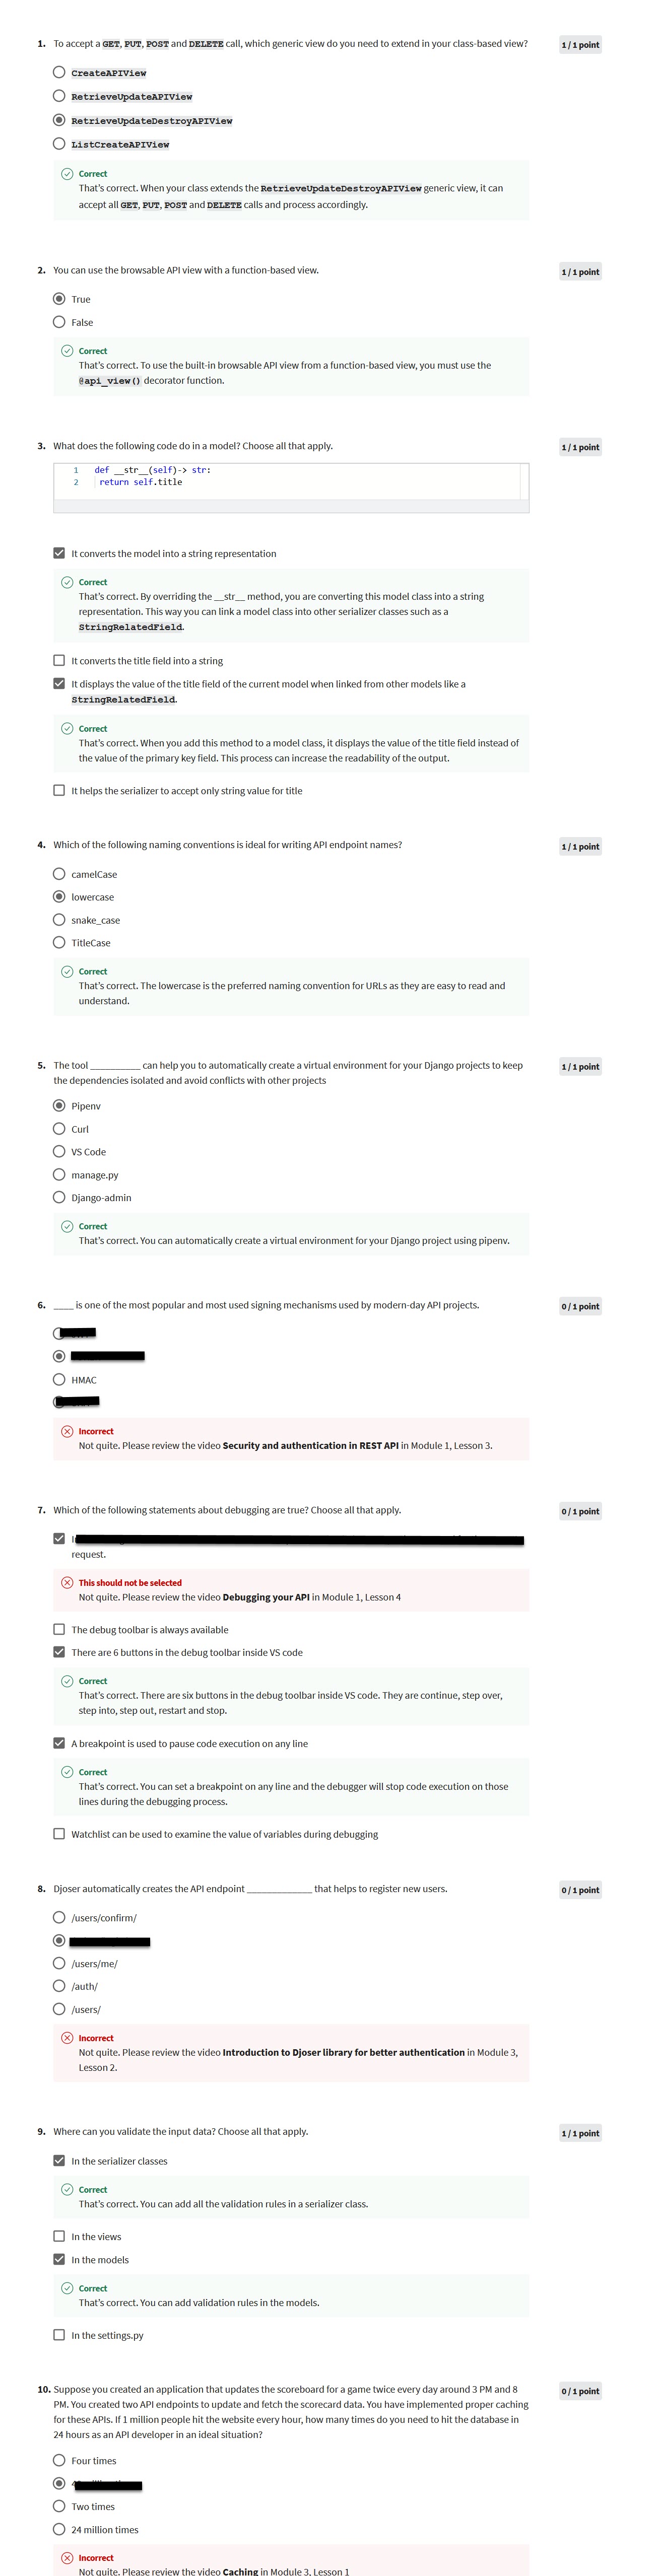 1. To accept a GET, PUT, POST and DELETE call, which generic view do you need to extend in your class-based view?
1 / 1 point
CreateAPIView
RetrieveUpdateAPIView
RetrieveUpdateDestroyAPIView
ListCreateAPIView
Correct
That's correct. When your class extends the RetrieveUpdateDestroyAPIView generic view, it can
accept all GET, PUT, POST and DELETE calls and process accordingly.
2. You can use the browsable API view with a function-based view.
1 / 1 point
True
False
Correct
That's correct. To use the built-in browsable API view from a function-based view, you must use the
@api_view() decorator function.
3. What does the following code do in a model? Choose all that apply.
1 / 1 point
1 def __str__(self)-> str:
2 return self.title
It converts the model into a string representation
Correct
That's correct. By overriding the __str__ method, you are converting this model class into a string
representation. This way you can link a model class into other serializer classes such as a
StringRelatedField.
It converts the title field into a string
It displays the value of the title field of the current model when linked from other models like a
StringRelatedField.
Correct
That's correct. When you add this method to a model class, it displays the value of the title field instead of
the value of the primary key field. This process can increase the readability of the output.
It helps the serializer to accept only string value for title
4. Which of the following naming conventions is ideal for writing API endpoint names?
1 / 1 point
camelCase
lowercase
snake_case
TitleCase
Correct
That's correct. The lowercase is the preferred naming convention for URLs as they are easy to read and
understand.
5. The tool __________ can help you to automatically create a virtual environment for your Django projects to keep
the dependencies isolated and avoid conflicts with other projects
1 / 1 point
Pipenv
Curl
VS Code
manage.py
Django-admin
Correct
That's correct. You can automatically create a virtual environment for your Django project using pipenv.
6. ____ is one of the most popular and most used signing mechanisms used by modern-day API projects.
0 / 1 point
HMAC
Incorrect
Not quite. Please review the video Security and authentication in REST API in Module 1, Lesson 3.
7. Which of the following statements about debugging are true? Choose all that apply.
0 / 1 point
request.
This should not be selected
Not quite. Please review the video Debugging your API in Module 1, Lesson 4
The debug toolbar is always available
There are 6 buttons in the debug toolbar inside VS code
Correct
That's correct. There are six buttons in the debug toolbar inside VS code. They are continue, step over,
step into, step out, restart and stop.
A breakpoint is used to pause code execution on any line
Correct
That's correct. You can set a breakpoint on any line and the debugger will stop code execution on those
lines during the debugging process.
Watchlist can be used to examine the value of variables during debugging
8. Djoser automatically creates the API endpoint _____________ that helps to register new users.
0 / 1 point
/users/confirm/
/users/me/
/auth/
/users/
Incorrect
Not quite. Please review the video Introduction to Djoser library for better authentication in Module 3,
Lesson 2.
9. Where can you validate the input data? Choose all that apply.
1 / 1 point
In the serializer classes
Correct
That's correct. You can add all the validation rules in a serializer class.
In the views
In the models
Correct
That's correct. You can add validation rules in the models.
In the settings.py
10. Suppose you created an application that updates the scoreboard for a game twice every day around 3 PM and 8
PM. You created two API endpoints to update and fetch the scorecard data. You have implemented proper caching
for these APIs. If 1 million people hit the website every hour, how many times do you need to hit the database in
24 hours as an API developer in an ideal situation?
0 / 1 point
Four times
Two times
24 million times
Incorrect
Not quite. Please review the video Caching in Module 3, Lesson 1